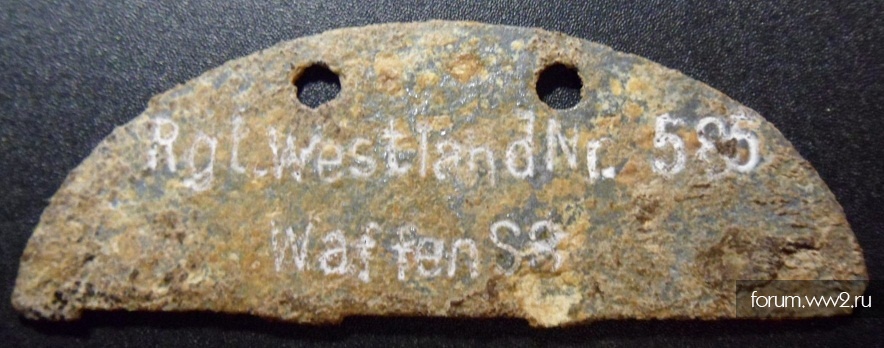 Rgt. Westland Nr. 585
Waffen SS
forum.ww2.ru